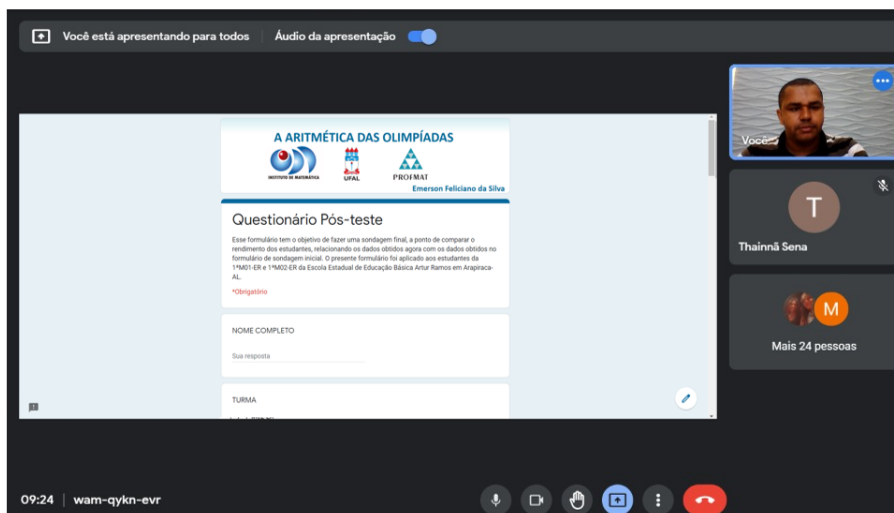 Você está apresentando para todos
Áudio da apresentação
A ARITMÉTICA DAS OLIMPÍADAS
INSTITUTO DE MATEMÁTICA
UFAL
PROFMAT
Emerson Feliciano da Silva
Questionário Pós-teste
Esse formulário tem o objetivo de fazer uma sondagem final, a ponto de comparar o
rendimento dos estudantes, relacionando os dados obtidos agora com os dados obtidos no
formulário de sondagem inicial. O presente formulário foi aplicado aos estudantes da
1ªM01-ER e 1ªM02-ER da Escola Estadual de Educação Básica Artur Ramos em Arapiraca-
AL.
*Obrigatório
NOME COMPLETO
Sua resposta
TURMA
Você
T
Thainnã Sena
M
Mais 24 pessoas
09:24 | wam-qykn-evr